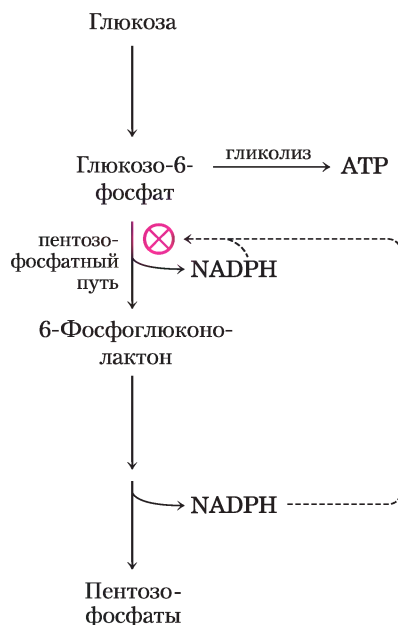 Глюкоза
Глюкозо-6-
фосфат
гликолиз
ATP
пентозо-
фосфатный
путь
NADPH
6-Фосфоглюконо-
лактон
NADPH
Пентозо-
фосфаты